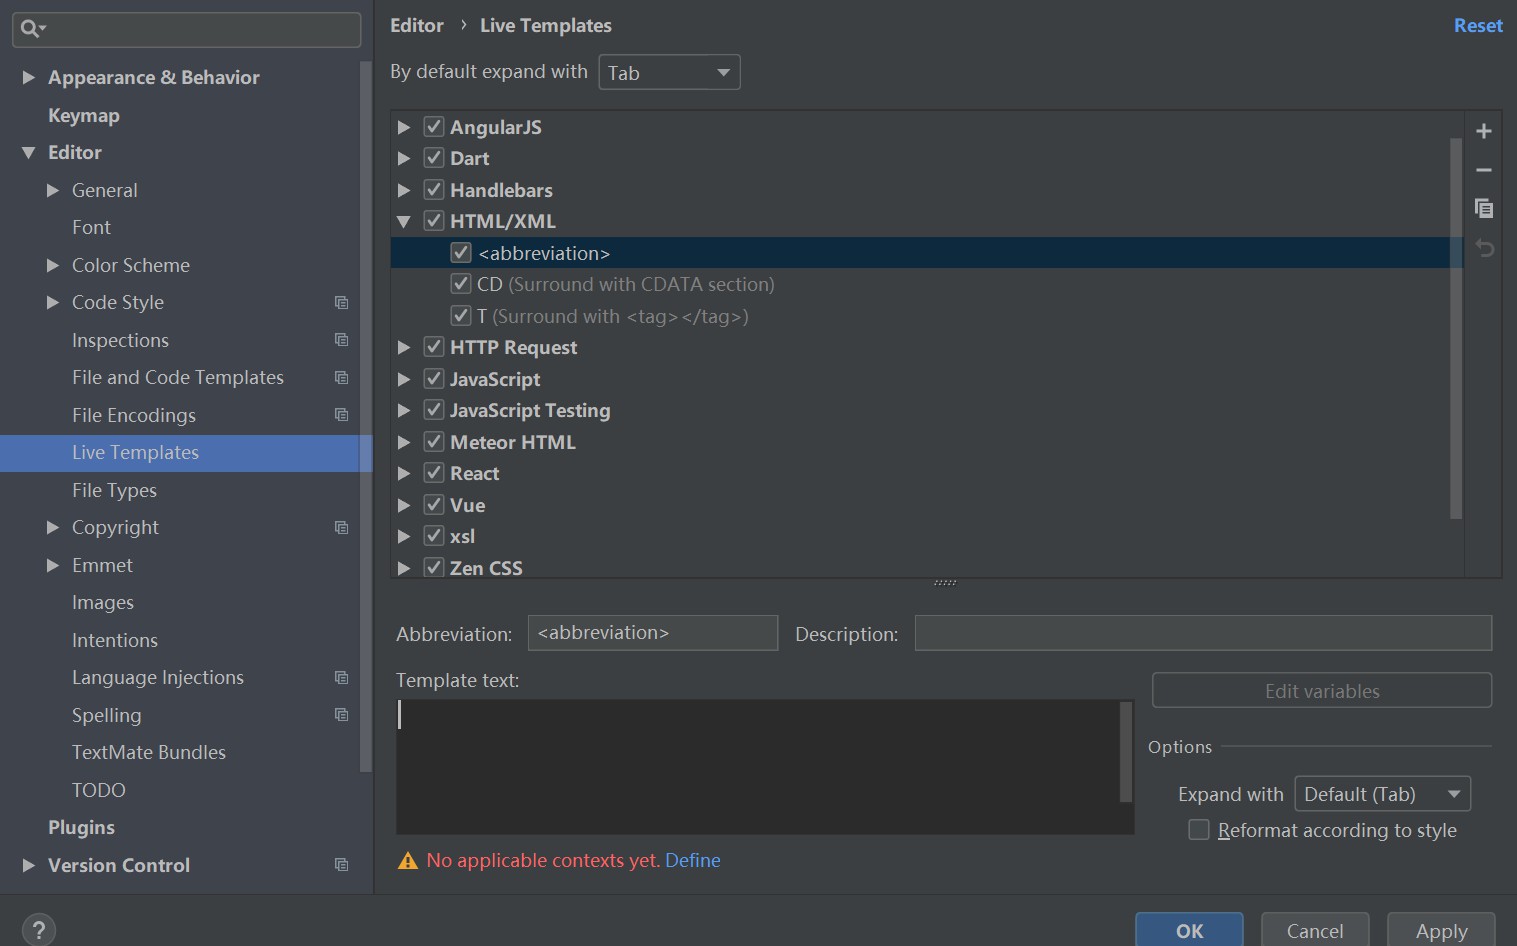 Appearance & Behavior
Keymap
Editor
General
Font
Color Scheme
Code Style
Inspections
File and Code Templates
File Encodings
Live Templates
File Types
Copyright
Emmet
Images
Intentions
Language Injections
Spelling
TextMate Bundles
TODO
Plugins
Version Control
?
Editor › Live Templates
Reset
By default expand with Tab
AngularJS
Dart
Handlebars
HTML/XML
<abbreviation>
CD (Surround with CDATA section)
T (Surround with <tag></tag>)
HTTP Request
JavaScript
JavaScript Testing
Meteor HTML
React
Vue
xsl
Zen CSS
Abbreviation: <abbreviation> Description:
Template text:
Edit variables
Options
Expand with Default (Tab)
Reformat according to style
No applicable contexts yet. Define
OK Cancel Apply